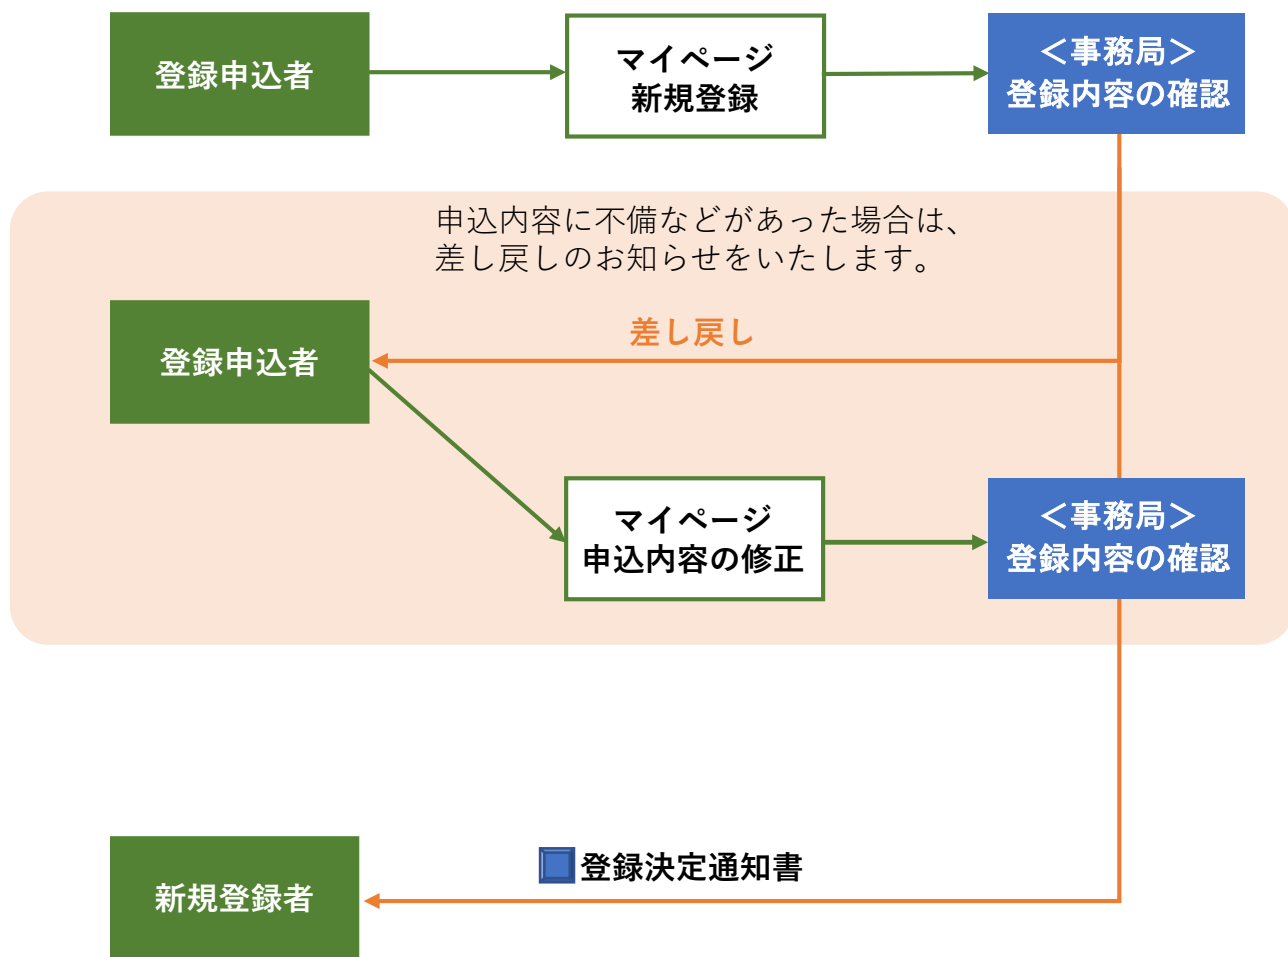 登録申込者
マイページ
新規登録
＜事務局＞
登録内容の確認
申込内容に不備などがあった場合は、
差し戻しのお知らせをいたします。
差し戻し
登録申込者
マイページ
申込内容の修正
＜事務局＞
登録内容の確認
登録決定通知書
新規登録者